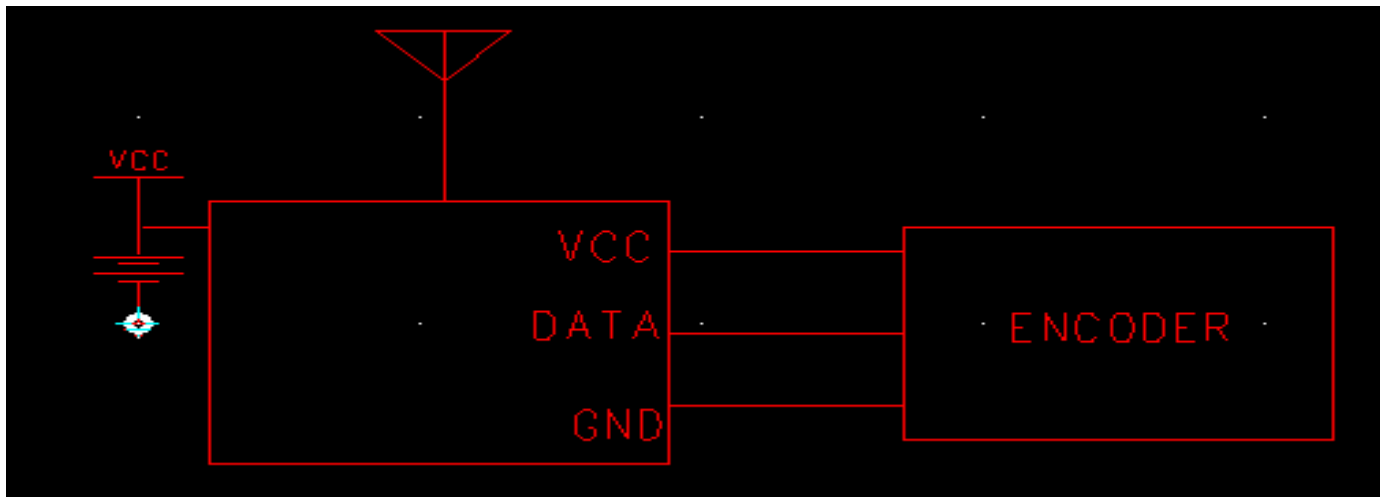 VCC
VCC
DATA
ENCODER
GND